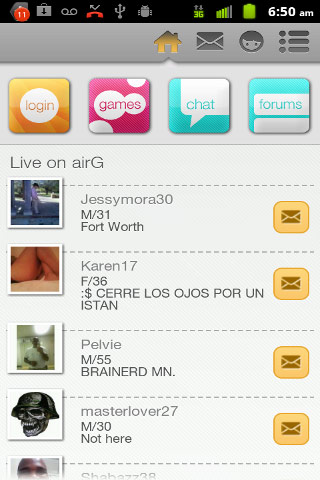 11
3G
6:50 am
login
games
chat
forums
Live on airG
Jessymora30
M/31
Fort Worth
Karen17
F/36
:$ CERRE LOS OJOS POR UN
ISTAN
Pelvie
M/55
BRAINERD MN.
masterlover27
M/30
Not here
Shabazz38